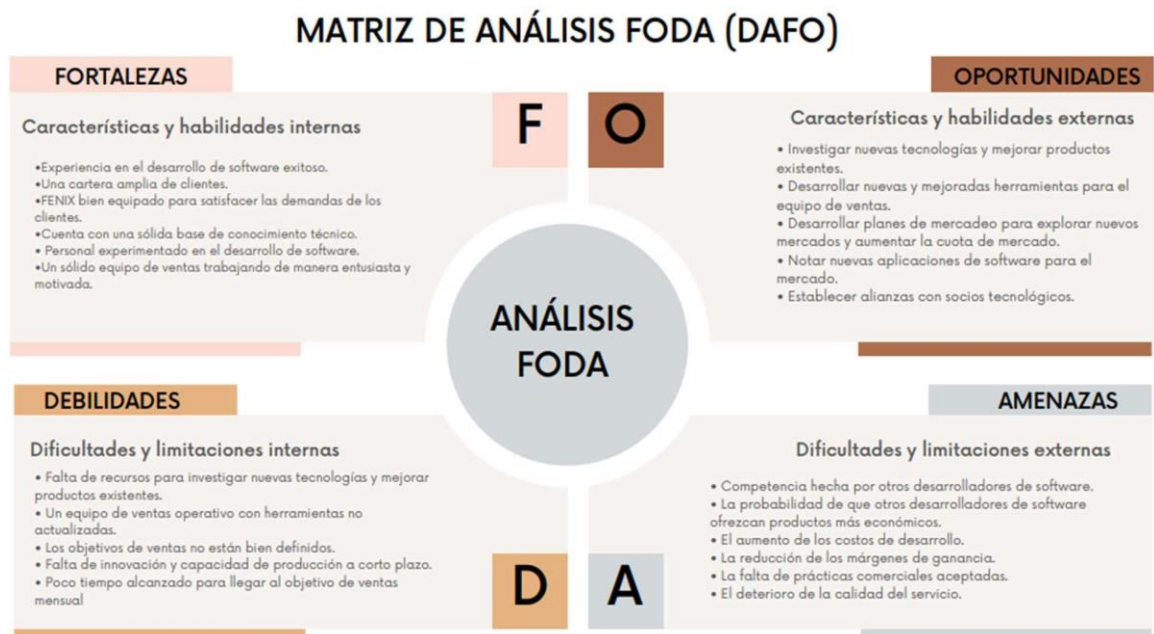 MATRIZ DE ANÁLISIS FODA (DAFO)
FORTALEZAS
Características y habilidades internas
•Experiencia en el desarrollo de software exitoso.
•Una cartera amplia de clientes.
•FENIX bien equipado para satisfacer las demandas de los
clientes.
•Cuenta con una sólida base de conocimiento técnico.
• Personal experimentado en el desarrollo de software.
•Un sólido equipo de ventas trabajando de manera entusiasta y
motivada.
F
O
OPORTUNIDADES
Características y habilidades externas
• Investigar nuevas tecnologías y mejorar productos
existentes.
• Desarrollar nuevas y mejoradas herramientas para el
equipo de ventas.
• Desarrollar planes de mercadeo para explorar nuevos
mercados y aumentar la cuota de mercado.
• Notar nuevas aplicaciones de software para el
mercado.
• Establecer alianzas con socios tecnológicos.
ANÁLISIS
FODA
DEBILIDADES
Dificultades y limitaciones internas
• Falta de recursos para investigar nuevas tecnologías y mejorar
productos existentes.
• Un equipo de ventas operativo con herramientas no
actualizadas.
• Los objetivos de ventas no están bien definidos.
• Falta de innovación y capacidad de producción a corto plazo.
• Poco tiempo alcanzado para llegar al objetivo de ventas
mensual
D
A
AMENAZAS
Dificultades y limitaciones externas
• Competencia hecha por otros desarrolladores de software.
• La probabilidad de que otros desarrolladores de software
ofrezcan productos más económicos.
• El aumento de los costos de desarrollo.
• La reducción de los márgenes de ganancia.
• La falta de prácticas comerciales aceptadas.
• El deterioro de la calidad del servicio.